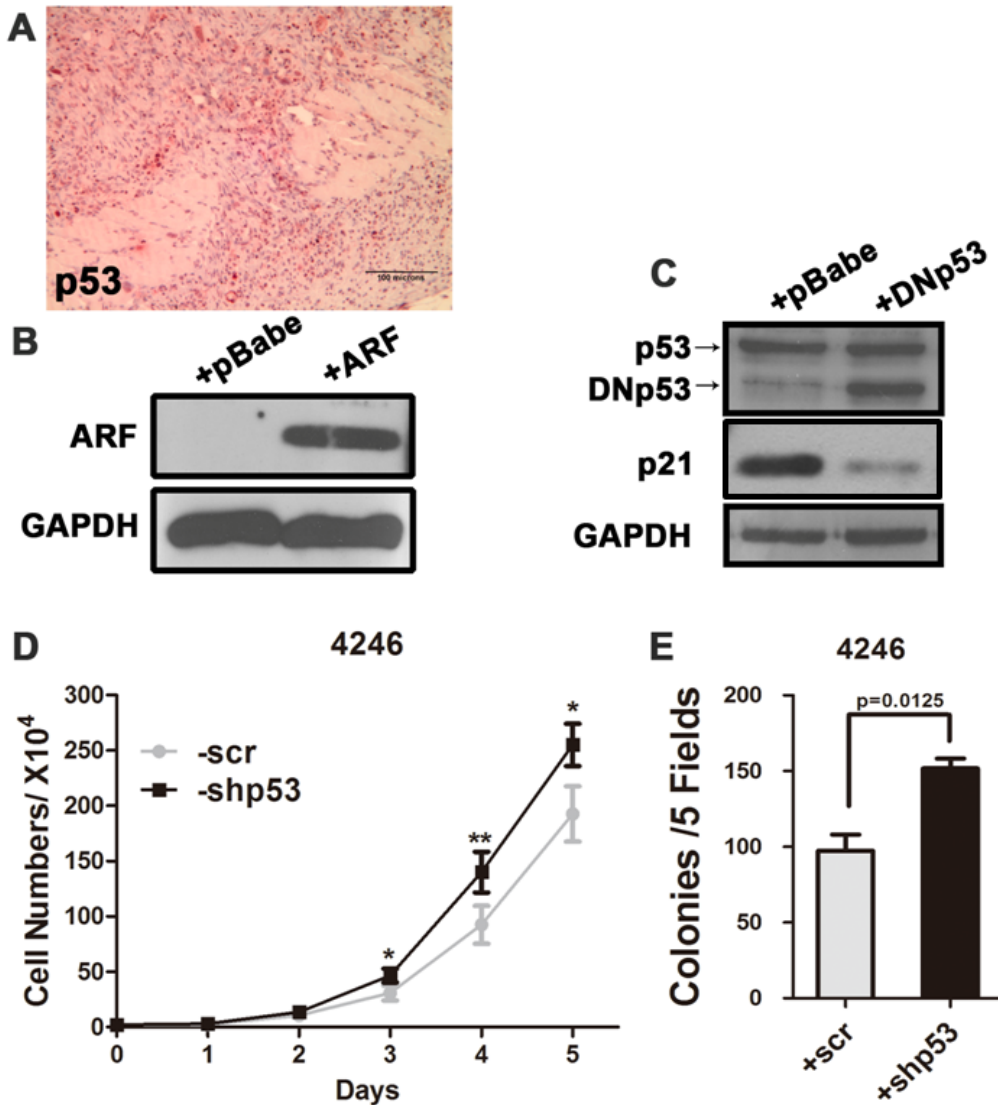 A
p53
100 microns
B
+pBabe
+ARF
ARF
GAPDH
C
+pBabe
+DNp53
p53→
DNp53→
p21
GAPDH
D
4246
Cell Numbers/ X10⁴
300
250
200
150
100
50
0
-scr
-shp53
*
**
*
0 1 2 3 4 5
Days
E
4246
Colonies /5 Fields
200
150
100
50
0
p=0.0125
+scr
+shp53